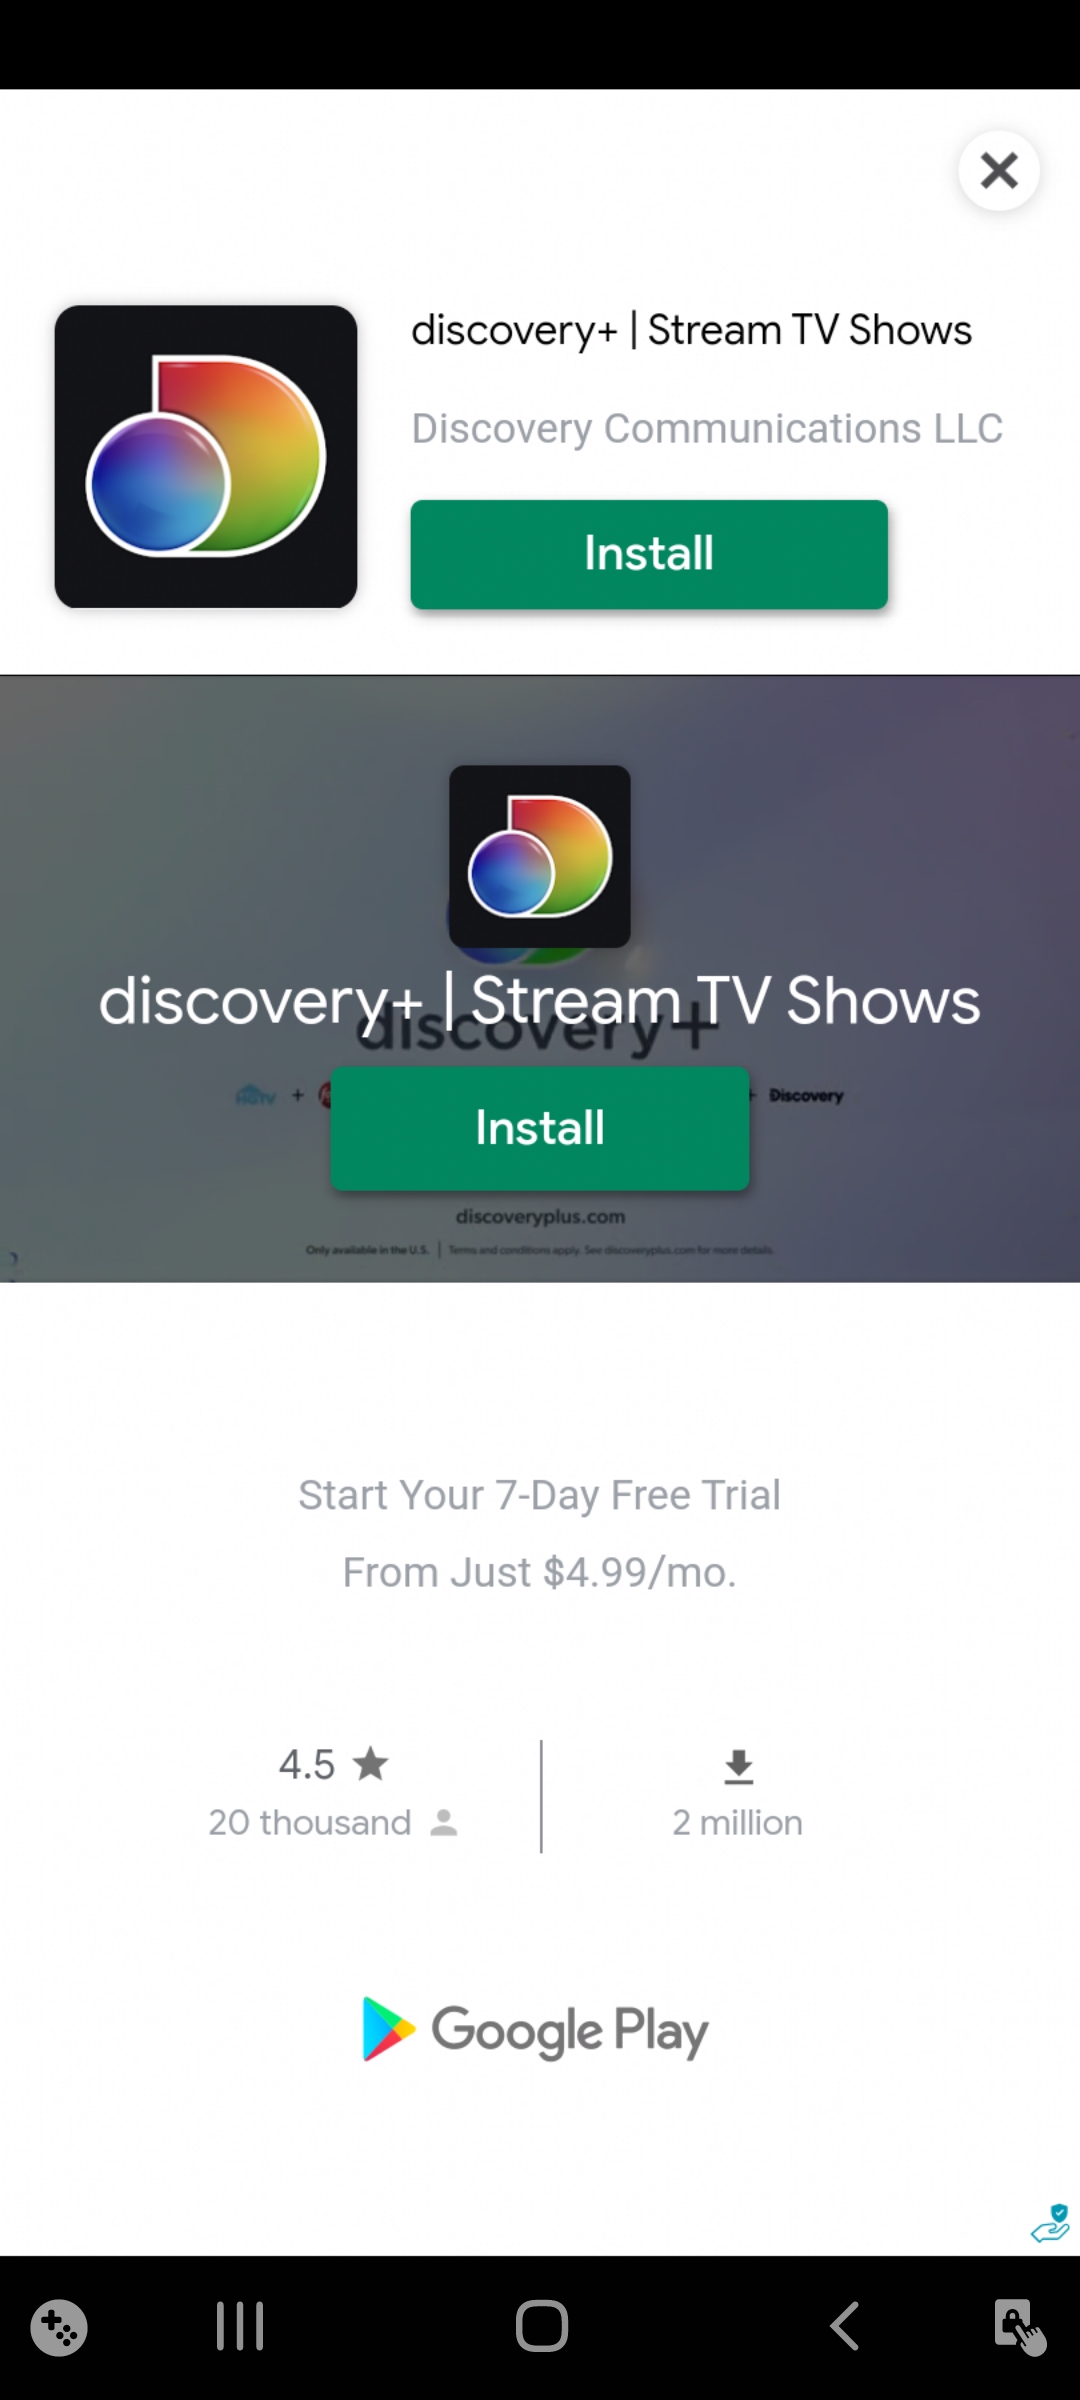 discovery+ | Stream TV Shows
Discovery Communications LLC
Install
discovery+ | Stream TV Shows
discovery+
HGTV + + Discovery
Install
discoveryplus.com
Only available in the U.S. | Terms and conditions apply. See discoveryplus.com for more details.
Start Your 7-Day Free Trial
From Just $4.99/mo.
4.5
20 thousand
2 million
Google Play